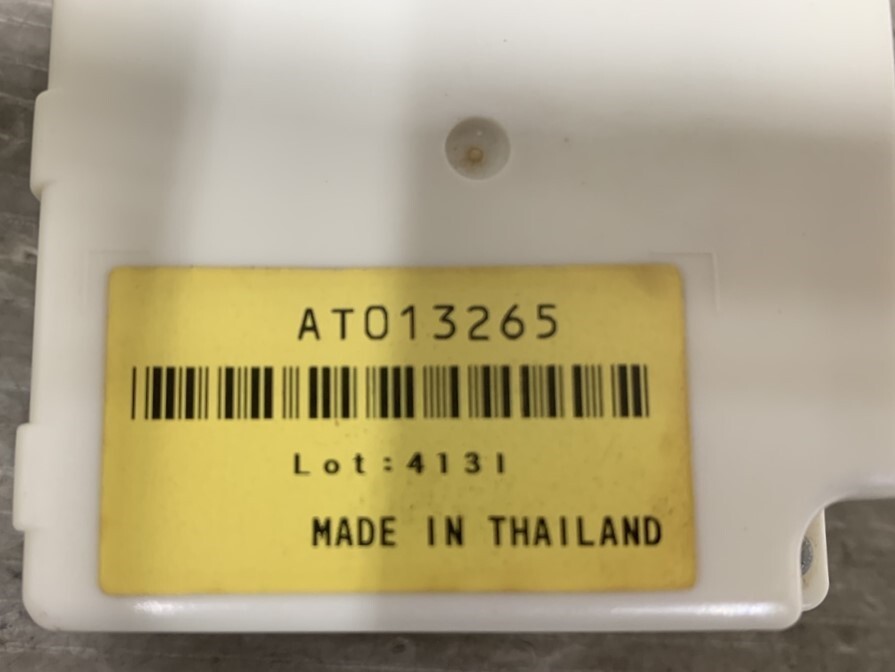 AT013265
Lot:4131
MADE IN THAILAND